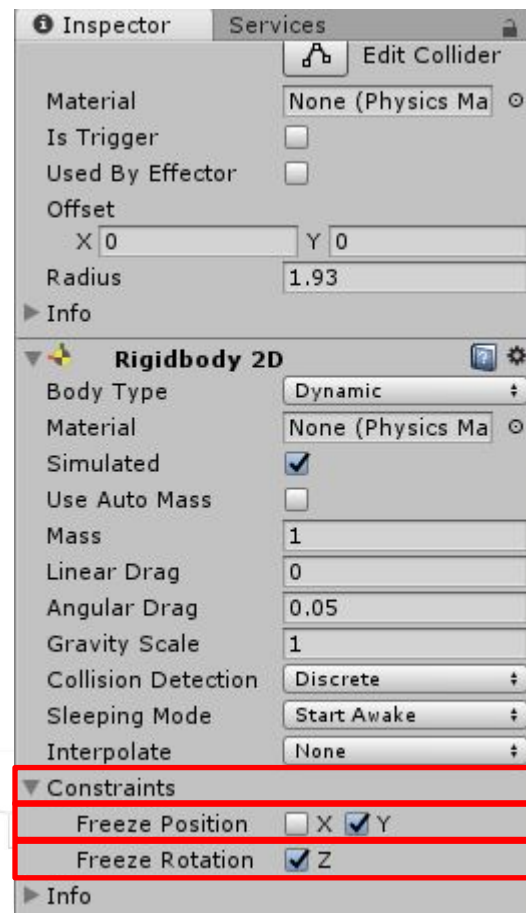 Inspector Services
Edit Collider
Material None (Physics Ma
Is Trigger
Used By Effector
Offset
X 0 Y 0
Radius 1.93
Info
Rigidbody 2D
Body Type Dynamic
Material None (Physics Ma
Simulated
Use Auto Mass
Mass 1
Linear Drag 0
Angular Drag 0.05
Gravity Scale 1
Collision Detection Discrete
Sleeping Mode Start Awake
Interpolate None
Constraints
Freeze Position X Y
Freeze Rotation Z
Info